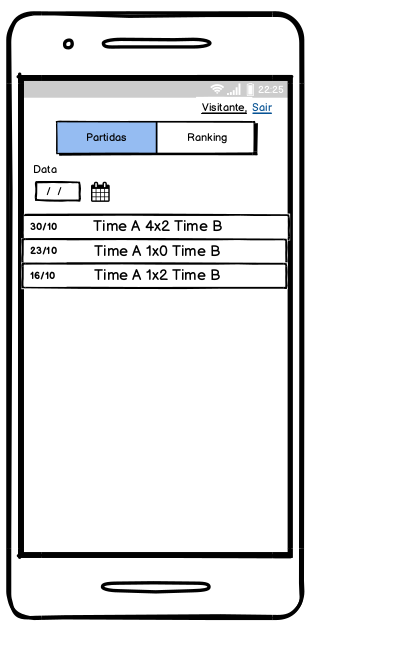 22:25
Visitante, Sair
Partidas Ranking
Data
/ /
30/10 Time A 4x2 Time B
23/10 Time A 1x0 Time B
16/10 Time A 1x2 Time B